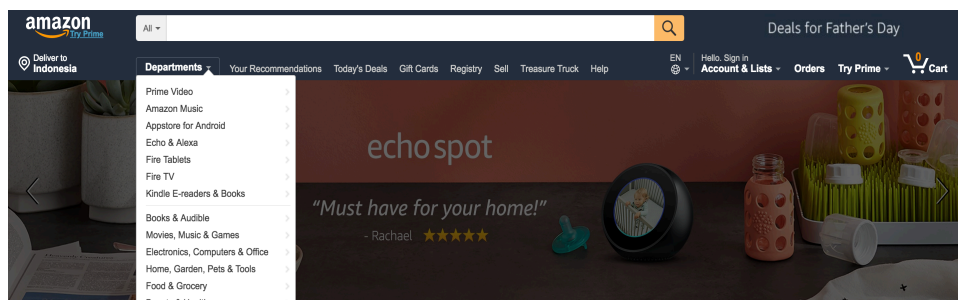 amazon
Try Prime
All
Deals for Father's Day
Deliver to
Indonesia
Departments
Your Recommendations
Today's Deals
Gift Cards
Registry
Sell
Treasure Truck
Help
EN
Hello. Sign in
Account & Lists
Orders
Try Prime
0
Cart
Prime Video
Amazon Music
Appstore for Android
Echo & Alexa
Fire Tablets
Fire TV
Kindle E-readers & Books
Books & Audible
Movies, Music & Games
Electronics, Computers & Office
Home, Garden, Pets & Tools
Food & Grocery
echo spot
"Must have for your home!"
- Rachael